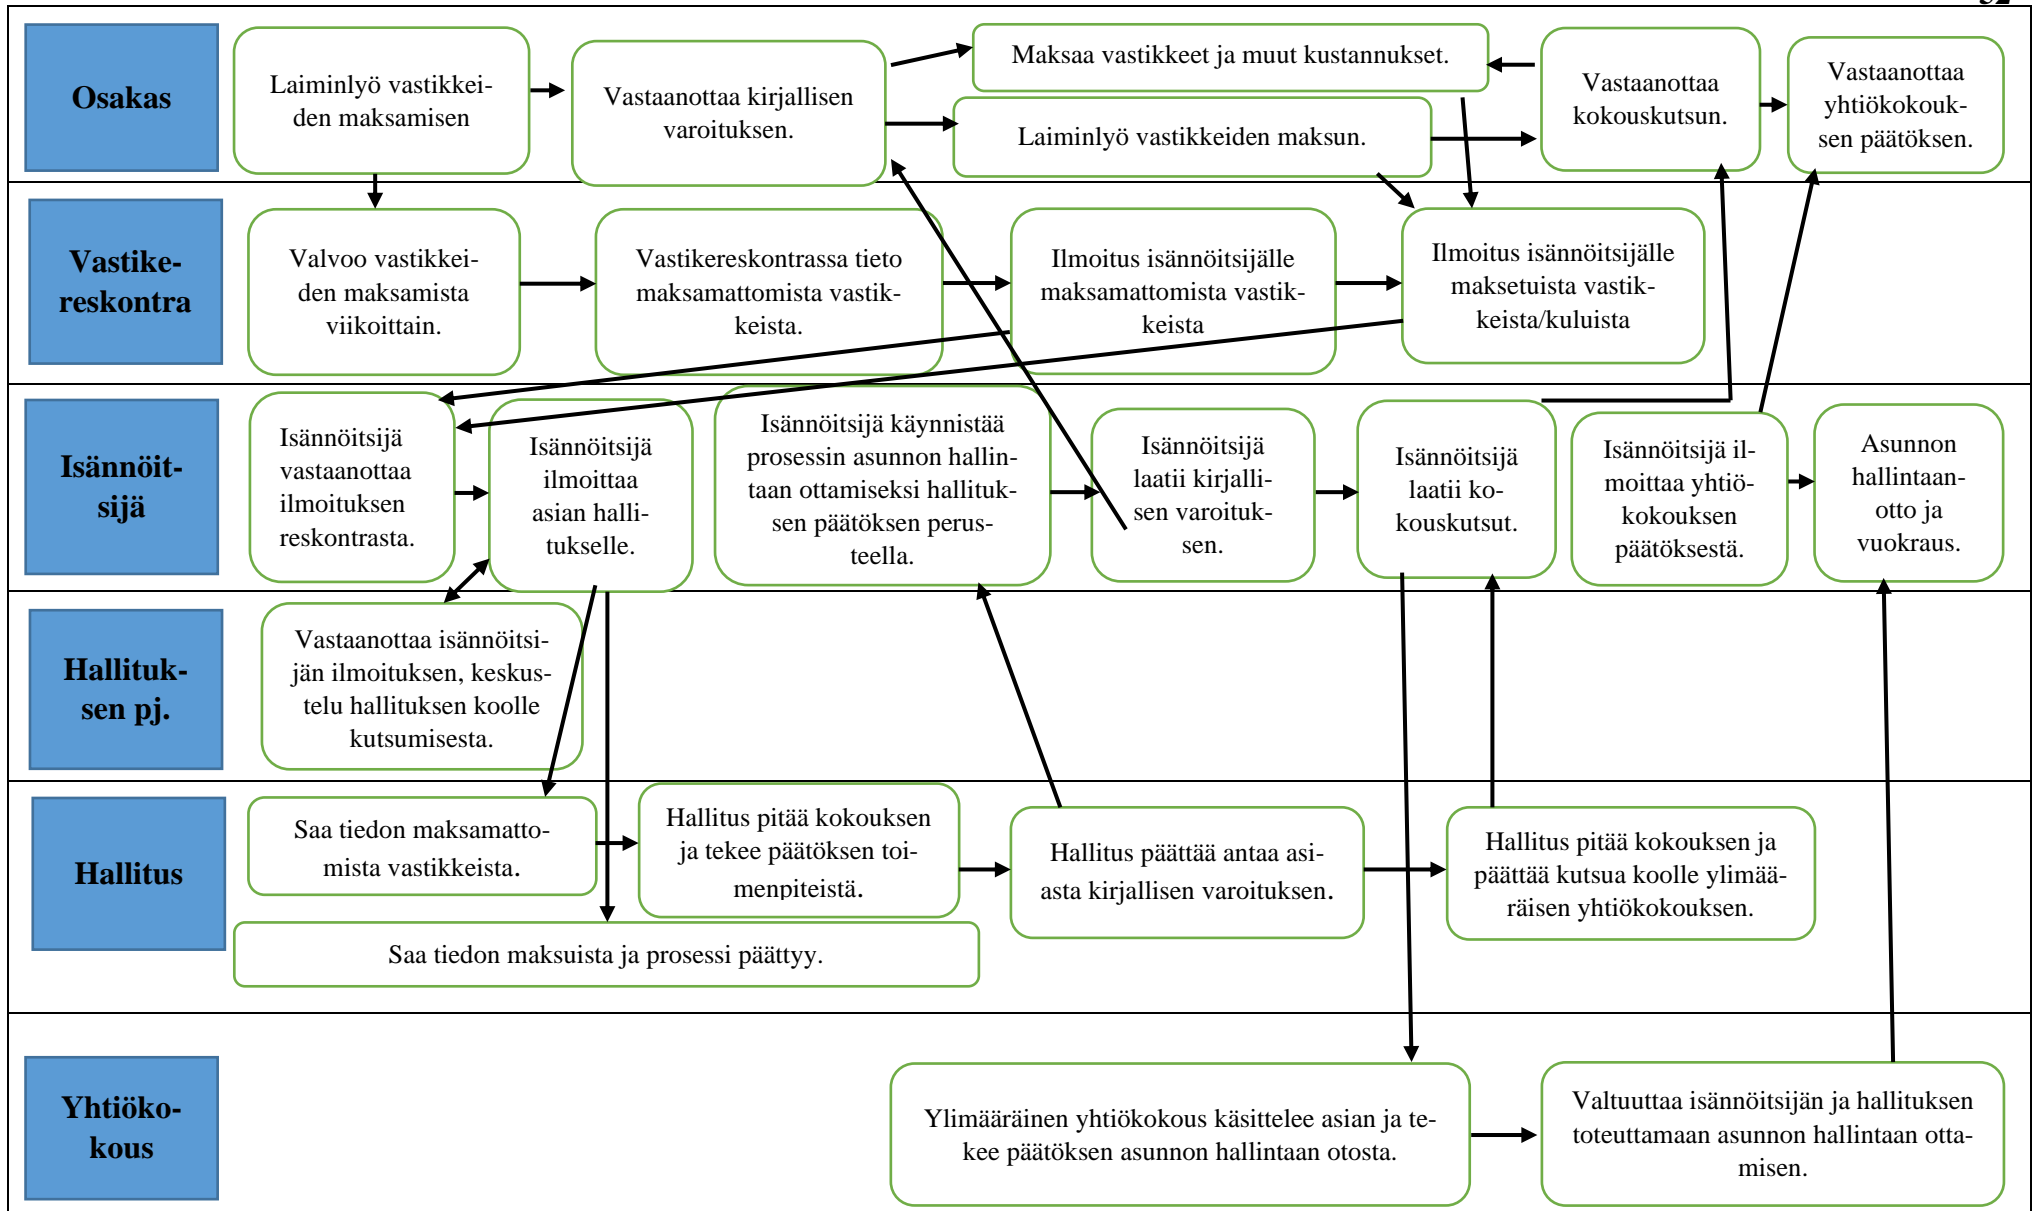 Osakas
Laiminlyö vastikkei-
den maksamisen
Vastaanottaa kirjallisen
varoituksen.
Maksaa vastikkeet ja muut kustannukset.
Laiminlyö vastikkeiden maksun.
Vastaanottaa
kokouskutsun.
Vastaanottaa
yhtiökokouk-
sen päätöksen.
Vastike-
reskontra
Valvoo vastikkei-
den maksamista
viikoittain.
Vastikereskontrassa tieto
maksamattomista vastik-
keista.
Ilmoitus isännöitsijälle
maksamattomista vastik-
keista
Ilmoitus isännöitsijälle
maksetuista vastik-
keista/kuluista
Isännöit-
sijä
Isännöitsijä
vastaanottaa
ilmoituksen
reskontrasta.
Isännöitsijä
ilmoittaa
asian halli-
tukselle.
Isännöitsijä käynnistää
prosessin asunnon hallin-
taan ottamiseksi hallituk-
sen päätöksen perus-
teella.
Isännöitsijä
laatii kirjalli-
sen varoituk-
sen.
Isännöitsijä
laatii ko-
kouskutsut.
Isännöitsijä il-
moittaa yhtiö-
kokouksen
päätöksestä.
Asunnon
hallintaan-
otto ja
vuokraus.
Hallituk-
sen pj.
Vastaanottaa isännöitsi-
jän ilmoituksen, keskus-
telu hallituksen koolle
kutsumisesta.
Hallitus
Saa tiedon maksamatto-
mista vastikkeista.
Hallitus pitää kokouksen
ja tekee päätöksen toi-
menpiteistä.
Hallitus päättää antaa asi-
asta kirjallisen varoituksen.
Hallitus pitää kokouksen ja
päättää kutsua koolle ylimää-
räisen yhtiökokouksen.
Saa tiedon maksuista ja prosessi päättyy.
Yhtiöko-
kous
Ylimääräinen yhtiökokous käsittelee asian ja te-
kee päätöksen asunnon hallintaan otosta.
Valtuuttaa isännöitsijän ja hallituksen
toteuttamaan asunnon hallintaan otta-
misen.